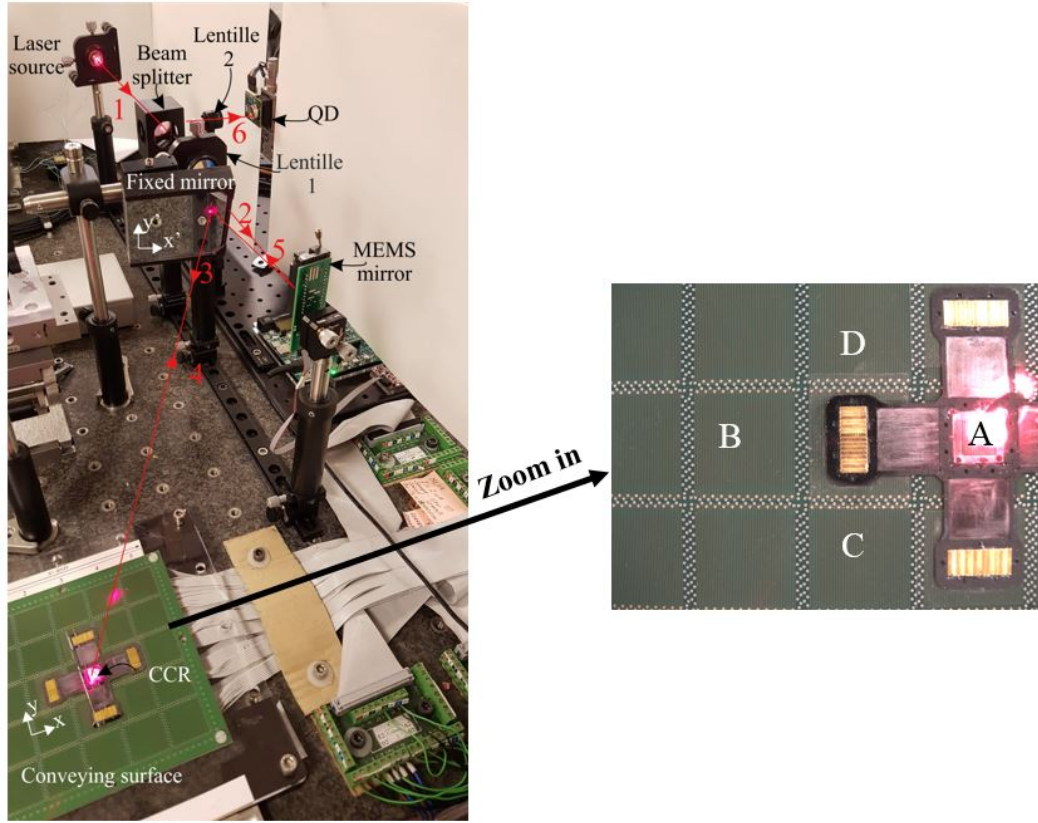 Laser
source
Beam
splitter
Lentille
2
1
6
QD
Lentille
1
Fixed mirror
y'
x'
2
5
3
MEMS
mirror
4
Zoom in
D
B
A
C
CCR
y
x
Conveying surface